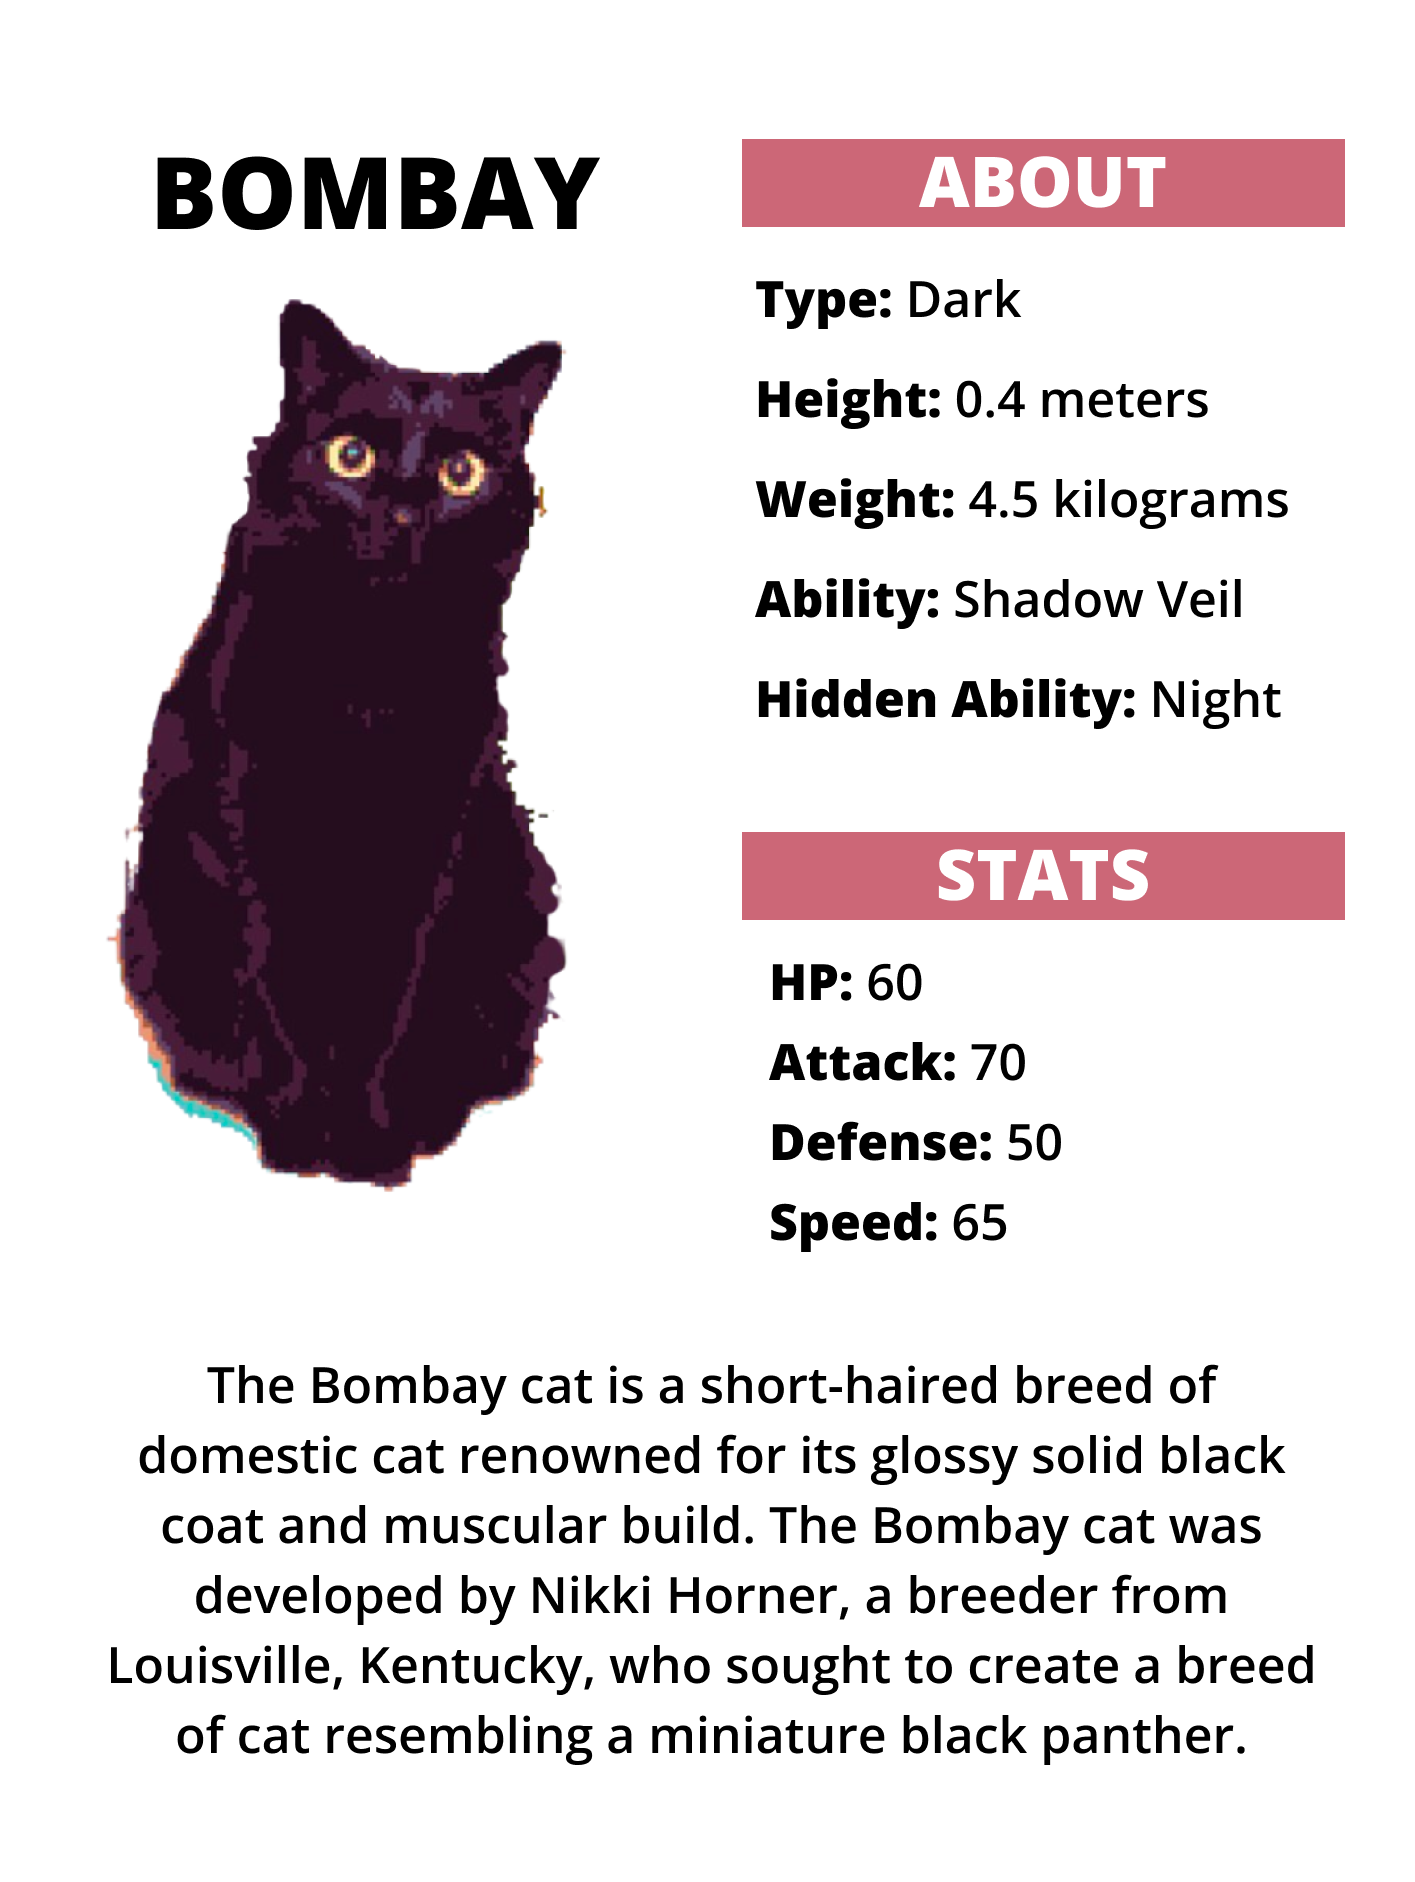 BOMBAY
ABOUT
Type: Dark
Height: 0.4 meters
Weight: 4.5 kilograms
Ability: Shadow Veil
Hidden Ability: Night
STATS
HP: 60
Attack: 70
Defense: 50
Speed: 65
The Bombay cat is a short-haired breed of
domestic cat renowned for its glossy solid black
coat and muscular build. The Bombay cat was
developed by Nikki Horner, a breeder from
Louisville, Kentucky, who sought to create a breed
of cat resembling a miniature black panther.